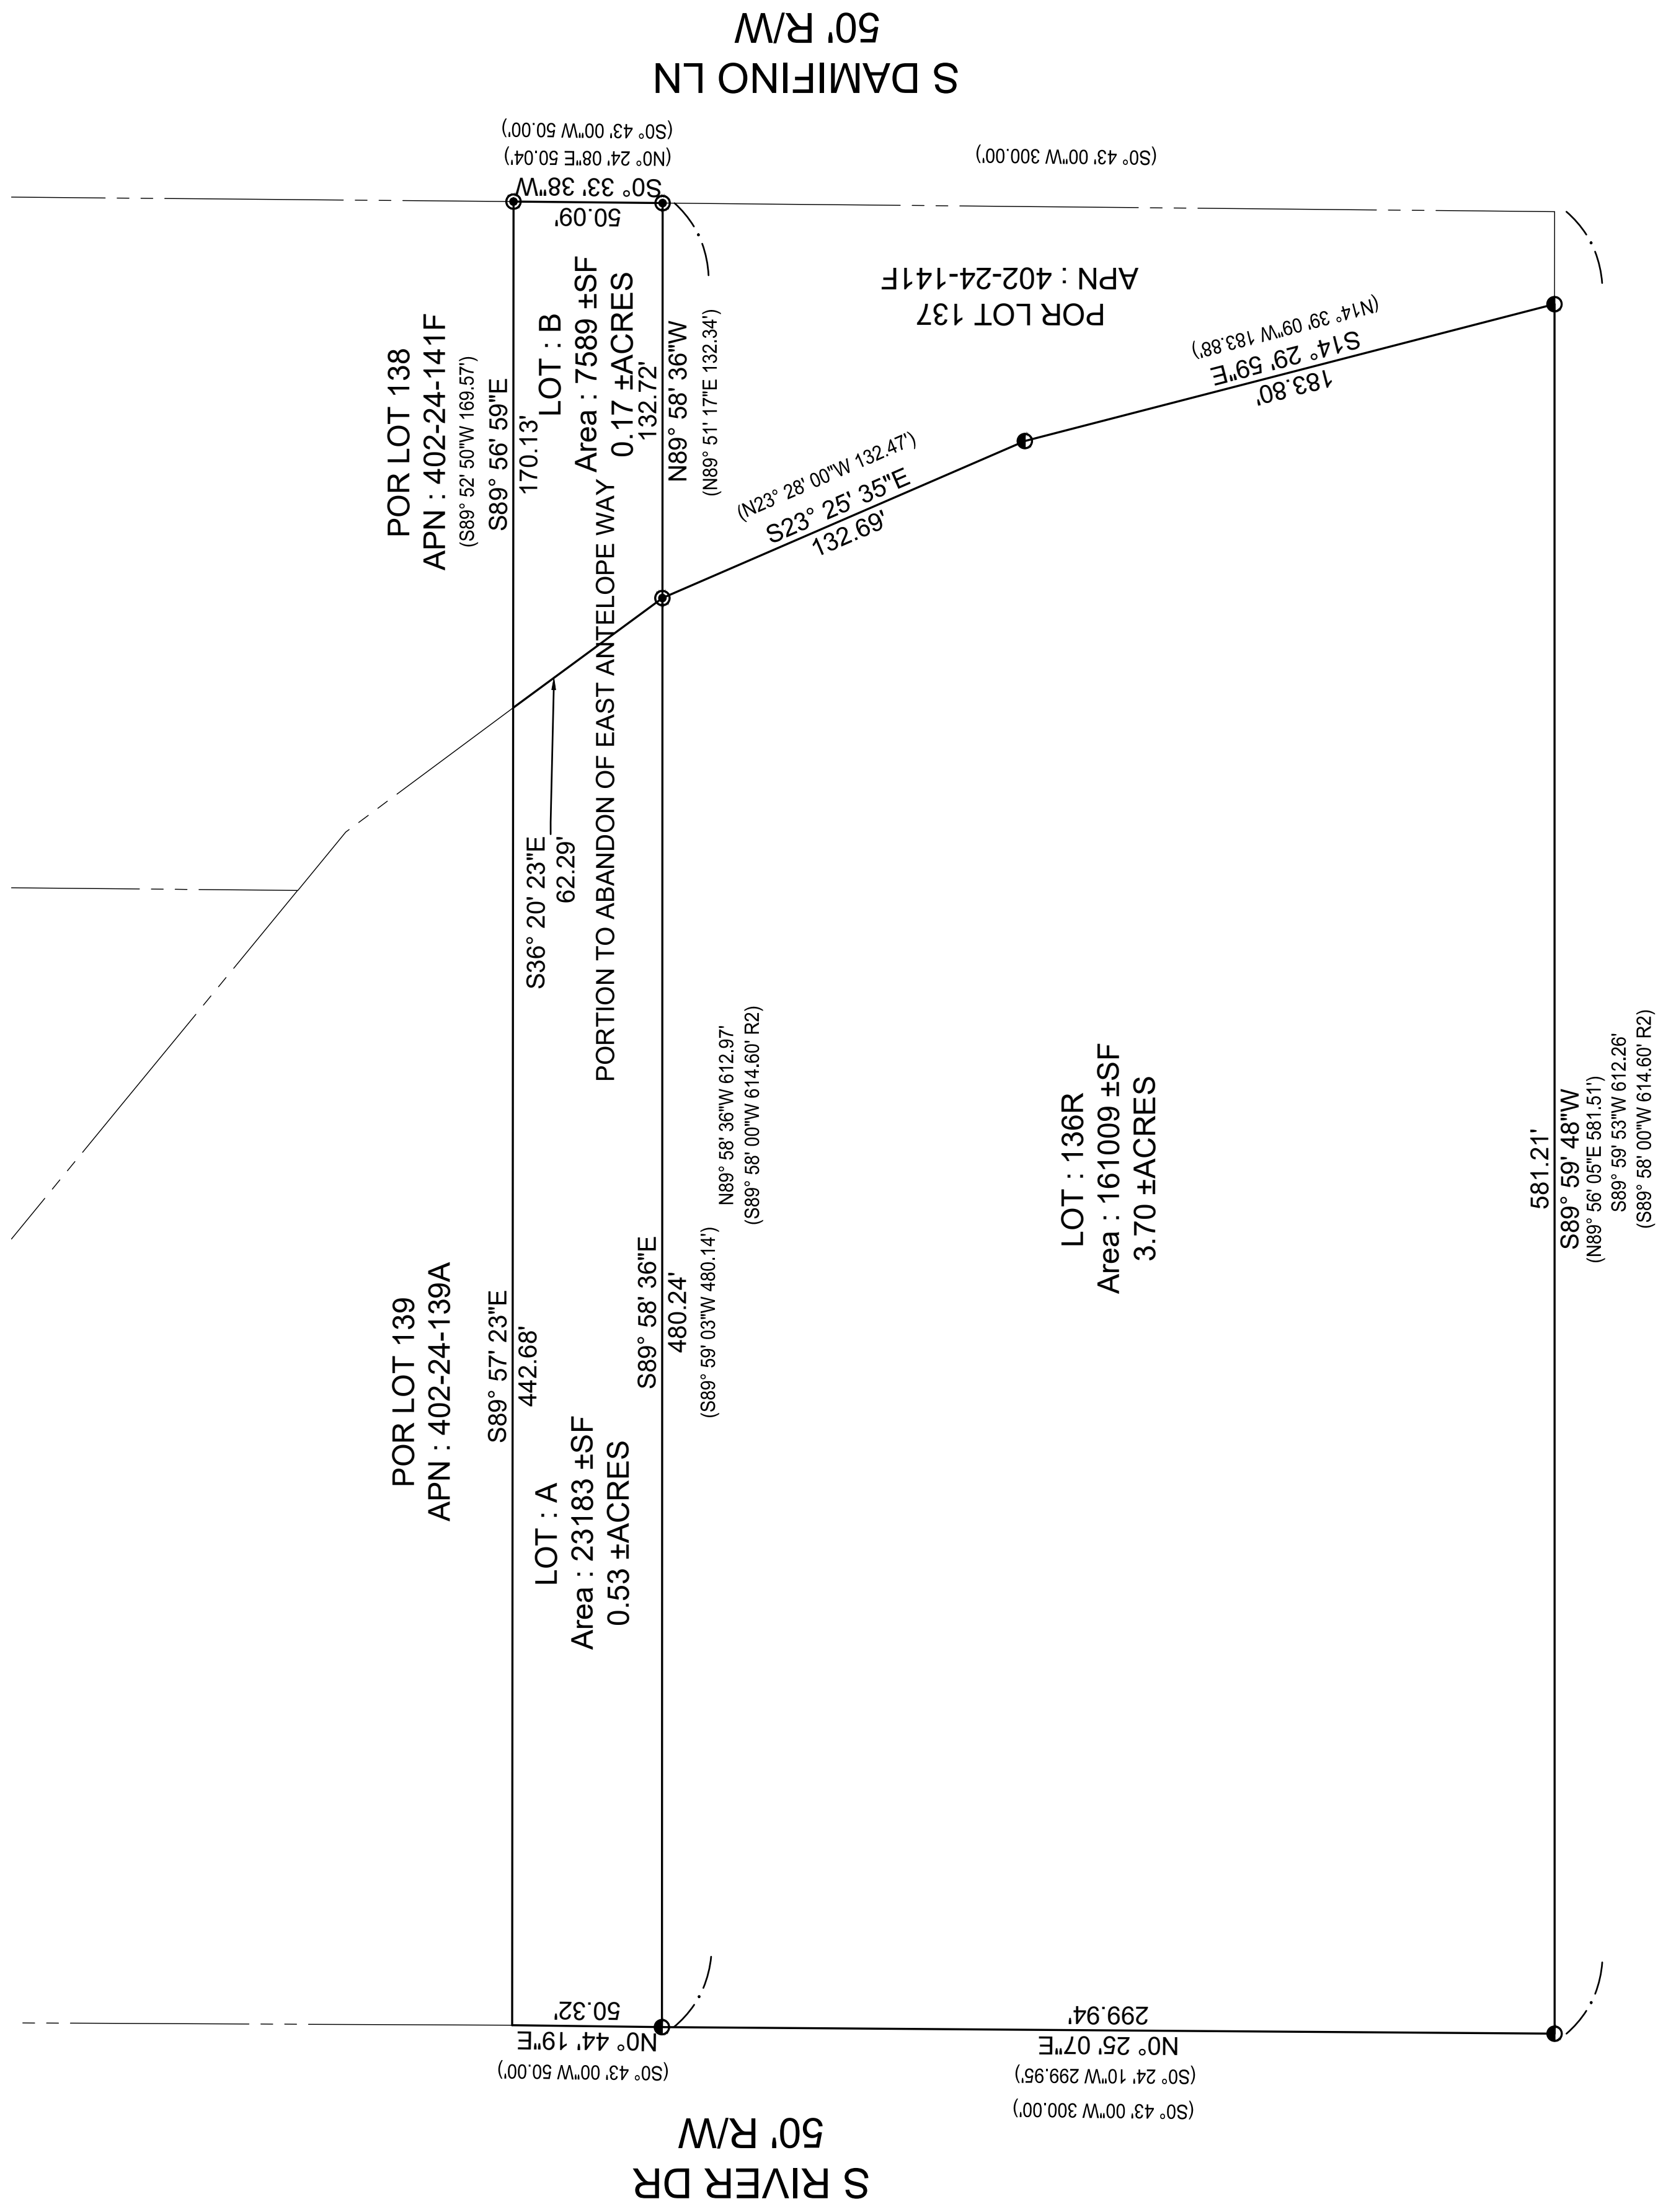 S DAMIFINO LN
50' R/W
(S0° 43' 00"W 50.00')
(N0° 24' 08"E 50.04')
S0° 33' 38"W
50.09'
(S0° 43' 00"W 300.00')
POR LOT 138
APN : 402-24-141F
(S89° 52' 50"W 169.57')
S89° 56' 59"E
170.13'
LOT : B
Area : 7589 ±SF
0.17 ±ACRES
132.72'
N89° 58' 36"W
(N89° 51' 17"E 132.34')
POR LOT 137
APN : 402-24-141F
(N14° 39' 09"W 183.88')
S14° 29' 59"E
183.80'
(N23° 28' 00"W 132.47')
S23° 25' 35"E
132.69'
S36° 20' 23"E
62.29'
PORTION TO ABANDON OF EAST ANTELOPE WAY
POR LOT 139
APN : 402-24-139A
S89° 57' 23"E
442.68'
LOT : A
Area : 23183 ±SF
0.53 ±ACRES
S89° 58' 36"E
480.24'
(S89° 59' 03"W 480.14')
N89° 58' 36"W 612.97'
(S89° 58' 00"W 614.60' R2)
LOT : 136R
Area : 161009 ±SF
3.70 ±ACRES
581.21'
S89° 59' 48"W
(N89° 56' 05"E 581.51')
S89° 59' 53"W 612.26'
(S89° 58' 00"W 614.60' R2)
50.32'
N0° 44' 19"E
(S0° 43' 00"W 50.00')
299.94'
N0° 25' 07"E
(S0° 24' 10"W 299.95')
(S0° 43' 00"W 300.00')
S RIVER DR
50' R/W